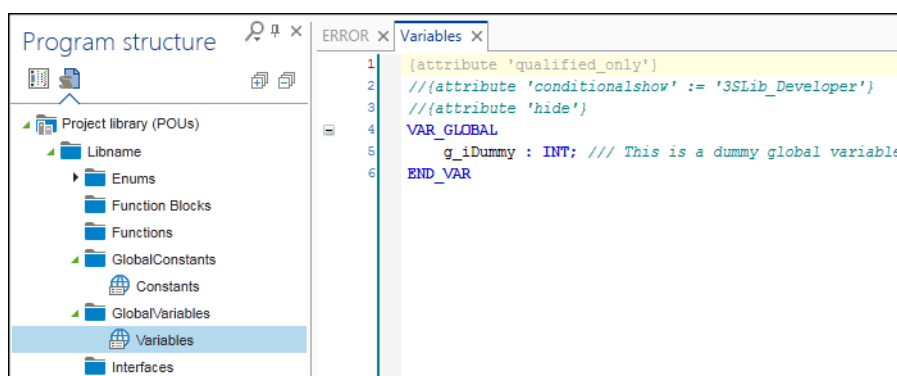 Program structure
Project library (POUs)
Libname
Enums
Function Blocks
Functions
GlobalConstants
Constants
GlobalVariables
Variables
Interfaces
ERROR Variables
1 {attribute 'qualified_only'}
2 //{attribute 'conditionalshow' := '3SLib_Developer'}
3 //{attribute 'hide'}
4 VAR_GLOBAL
5 g_iDummy : INT; /// This is a dummy global variable
6 END_VAR